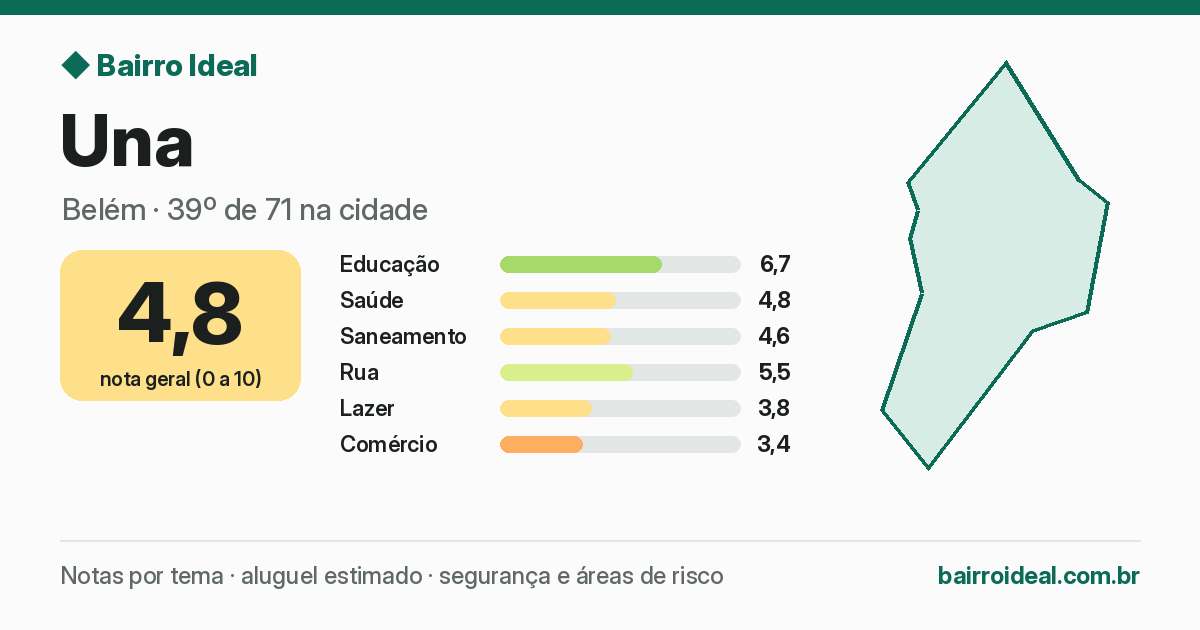 Bairro Ideal
Una
Belém · 39º de 71 na cidade
4,8
nota geral (0 a 10)
Educação 6,7
Saúde 4,8
Saneamento 4,6
Rua 5,5
Lazer 3,8
Comércio 3,4
Notas por tema · aluguel estimado · segurança e áreas de risco
bairroideal.com.br